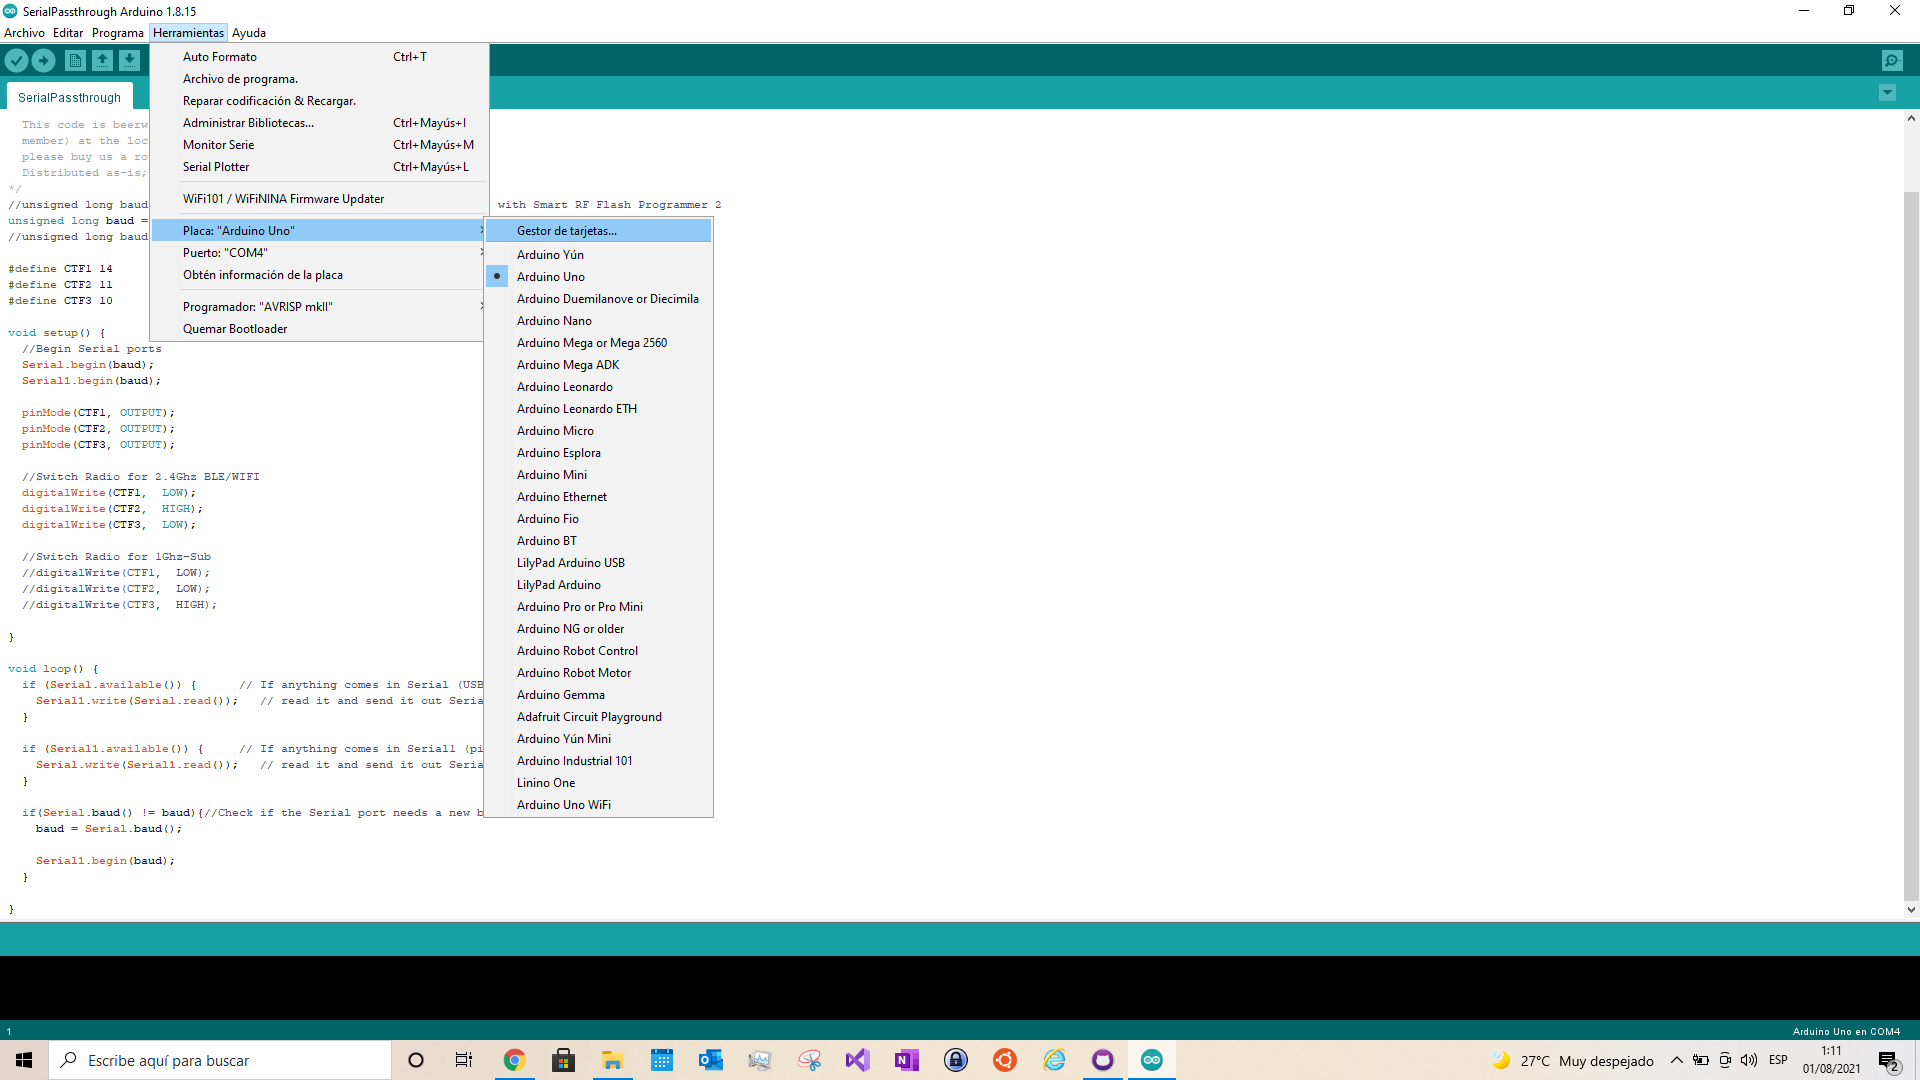 SerialPassthrough Arduino 1.8.15
Archivo Editar Programa Herramientas Ayuda
SerialPassthrough
Auto Formato Ctrl+T
Archivo de programa.
Reparar codificación & Recargar.
Administrar Bibliotecas... Ctrl+Mayús+I
Monitor Serie Ctrl+Mayús+M
Serial Plotter Ctrl+Mayús+L
WiFi101 / WiFiNINA Firmware Updater
Placa: "Arduino Uno"
Puerto: "COM4"
Obtén información de la placa
Programador: "AVRISP mkII"
Quemar Bootloader
Gestor de tarjetas...
Arduino Yún
Arduino Uno
Arduino Duemilanove or Diecimila
Arduino Nano
Arduino Mega or Mega 2560
Arduino Mega ADK
Arduino Leonardo
Arduino Leonardo ETH
Arduino Micro
Arduino Esplora
Arduino Mini
Arduino Ethernet
Arduino Fio
Arduino BT
LilyPad Arduino USB
LilyPad Arduino
Arduino Pro or Pro Mini
Arduino NG or older
Arduino Robot Control
Arduino Robot Motor
Arduino Gemma
Adafruit Circuit Playground
Arduino Yún Mini
Arduino Industrial 101
Linino One
Arduino Uno WiFi
This code is beerw
member) at the loc
please buy us a ro
Distributed as-is;
*/
//unsigned long baud with Smart RF Flash Programmer 2
unsigned long baud =
//unsigned long baud
#define CTF1 14
#define CTF2 11
#define CTF3 10
void setup() {
//Begin Serial ports
Serial.begin(baud);
Serial1.begin(baud);
pinMode(CTF1, OUTPUT);
pinMode(CTF2, OUTPUT);
pinMode(CTF3, OUTPUT);
//Switch Radio for 2.4Ghz BLE/WIFI
digitalWrite(CTF1, LOW);
digitalWrite(CTF2, HIGH);
digitalWrite(CTF3, LOW);
//Switch Radio for 1Ghz-Sub
//digitalWrite(CTF1, LOW);
//digitalWrite(CTF2, LOW);
//digitalWrite(CTF3, HIGH);
}
void loop() {
if (Serial.available()) { // If anything comes in Serial (USB
Serial1.write(Serial.read()); // read it and send it out Seria
}
if (Serial1.available()) { // If anything comes in Serial1 (pi
Serial.write(Serial1.read()); // read it and send it out Seria
}
if(Serial.baud() != baud){//Check if the Serial port needs a new b
baud = Serial.baud();
Serial1.begin(baud);
}
}
1
Arduino Uno en COM4
Escribe aquí para buscar
27°C Muy despejado
ESP
1:11
01/08/2021
2